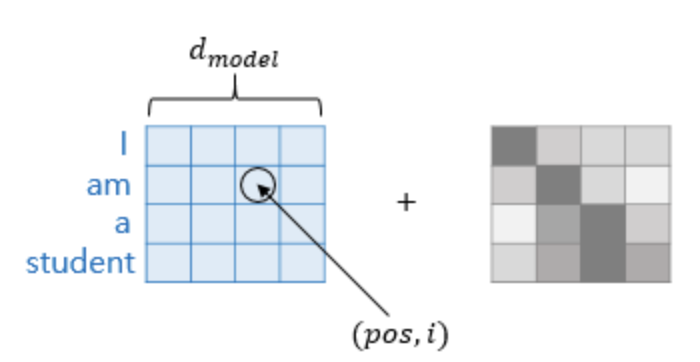 d_model
I
am
a
student
+
(pos, i)